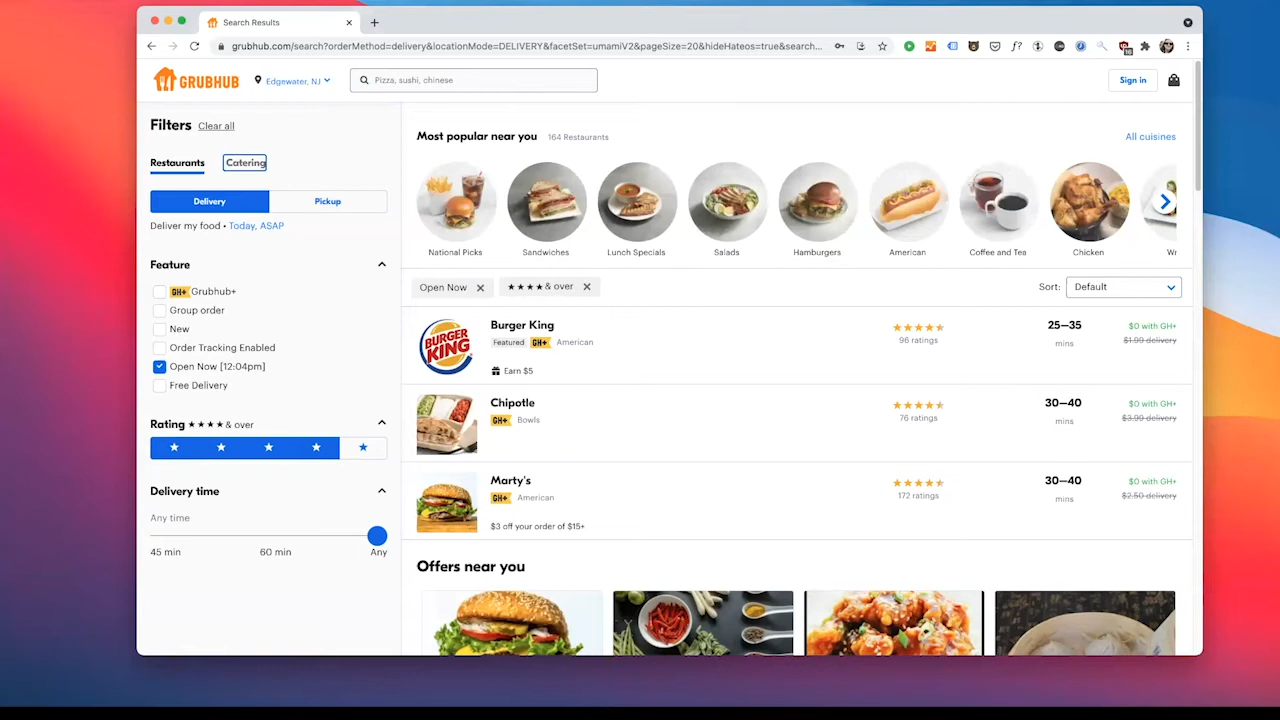 Search Results
grubhub.com/search?orderMethod=delivery&locationMode=DELIVERY&facetSet=umamiV2&pageSize=20&hideHateos=true&search...
GRUBHUB
Edgewater, NJ
Pizza, sushi, chinese
Sign in
Filters Clear all
Restaurants Catering
Delivery Pickup
Deliver my food • Today, ASAP
Feature
GH+ Grubhub+
Group order
New
Order Tracking Enabled
Open Now [12:04pm]
Free Delivery
Rating ★★★★ & over
Delivery time
Any time
45 min 60 min Any
Most popular near you 164 Restaurants All cuisines
National Picks Sandwiches Lunch Specials Salads Hamburgers American Coffee and Tea Chicken
Open Now ★★★★ & over Sort: Default
BURGER KING
Burger King 25–35 $0 with GH+
Featured GH+ American 96 ratings mins $1.99 delivery
Earn $5
Chipotle 30–40 $0 with GH+
GH+ Bowls 76 ratings mins $3.99 delivery
Marty's 30–40 $0 with GH+
GH+ American 172 ratings mins $2.50 delivery
$3 off your order of $15+
Offers near you